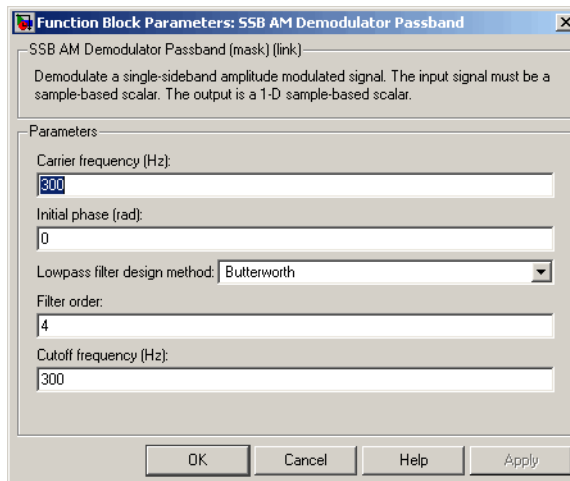 Function Block Parameters: SSB AM Demodulator Passband
SSB AM Demodulator Passband (mask) (link)
Demodulate a single-sideband amplitude modulated signal. The input signal must be a
sample-based scalar. The output is a 1-D sample-based scalar.
Parameters
Carrier frequency (Hz):
300
Initial phase (rad):
0
Lowpass filter design method: Butterworth
Filter order:
4
Cutoff frequency (Hz):
300
OK Cancel Help Apply